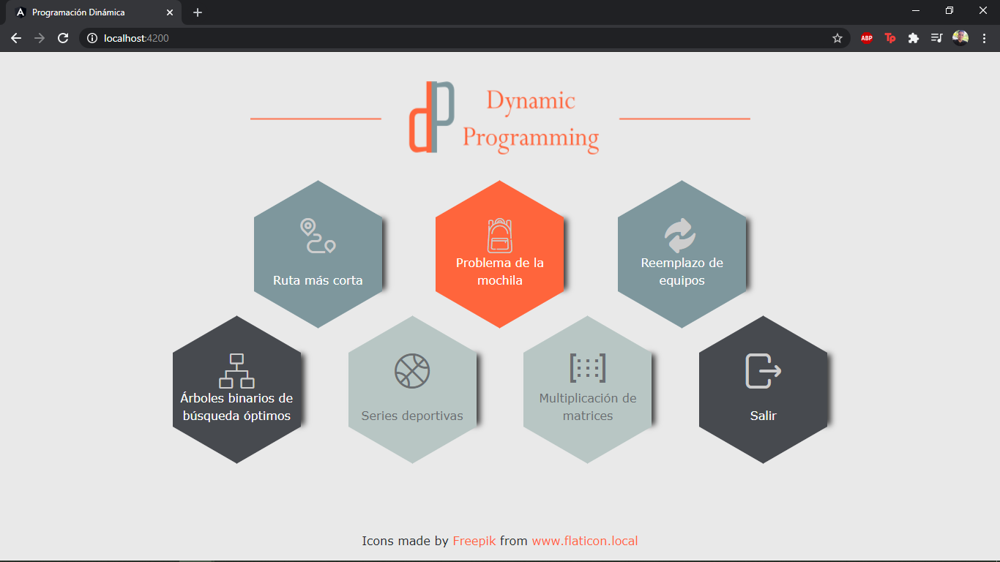 Programación Dinámica
localhost:4200
ABP
Tp
dP
Dynamic
Programming
Ruta más corta
Problema de la
mochila
Reemplazo de
equipos
Árboles binarios de
búsqueda óptimos
Series deportivas
Multiplicación de
matrices
Salir
Icons made by Freepik from www.flaticon.local